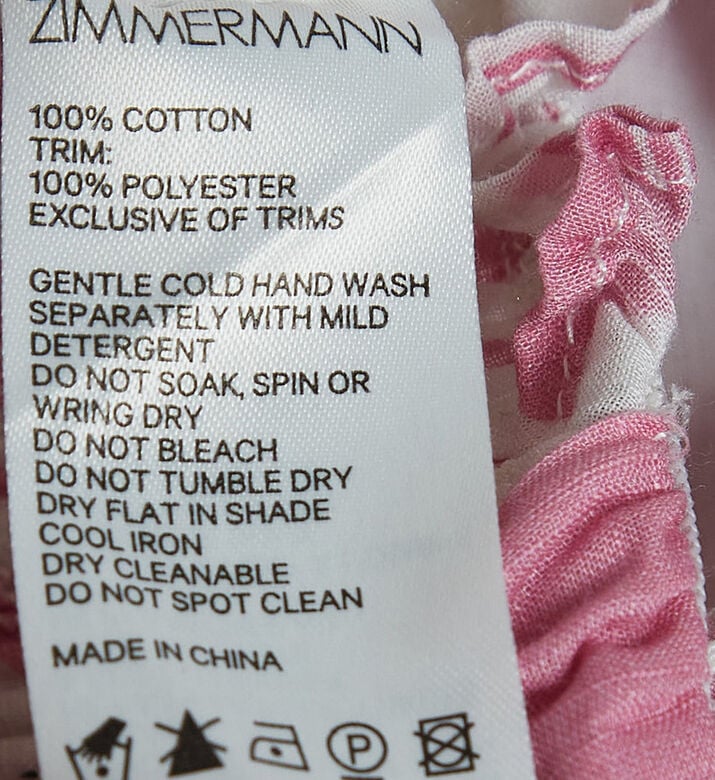 ZIMMERMANN
100% COTTON
TRIM:
100% POLYESTER
EXCLUSIVE OF TRIMS
GENTLE COLD HAND WASH
SEPARATELY WITH MILD
DETERGENT
DO NOT SOAK, SPIN OR
WRING DRY
DO NOT BLEACH
DO NOT TUMBLE DRY
DRY FLAT IN SHADE
COOL IRON
DRY CLEANABLE
DO NOT SPOT CLEAN
MADE IN CHINA
P